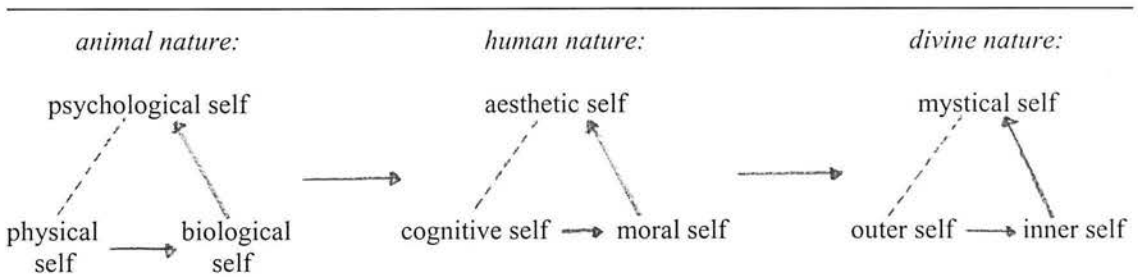 animal nature: human nature: divine nature:
psychological self aesthetic self mystical self
physical self biological self cognitive self moral self outer self inner self